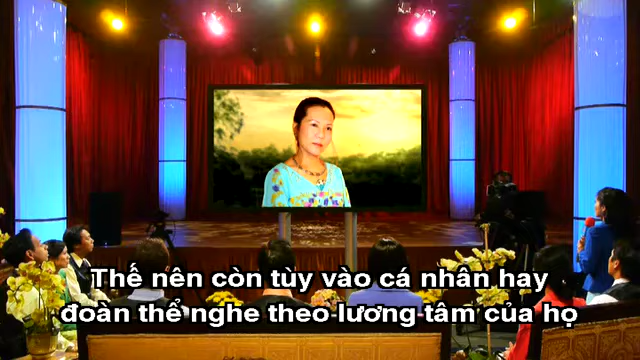 Thế nên còn tùy vào cá nhân hay
đoàn thể nghe theo lương tâm của họ